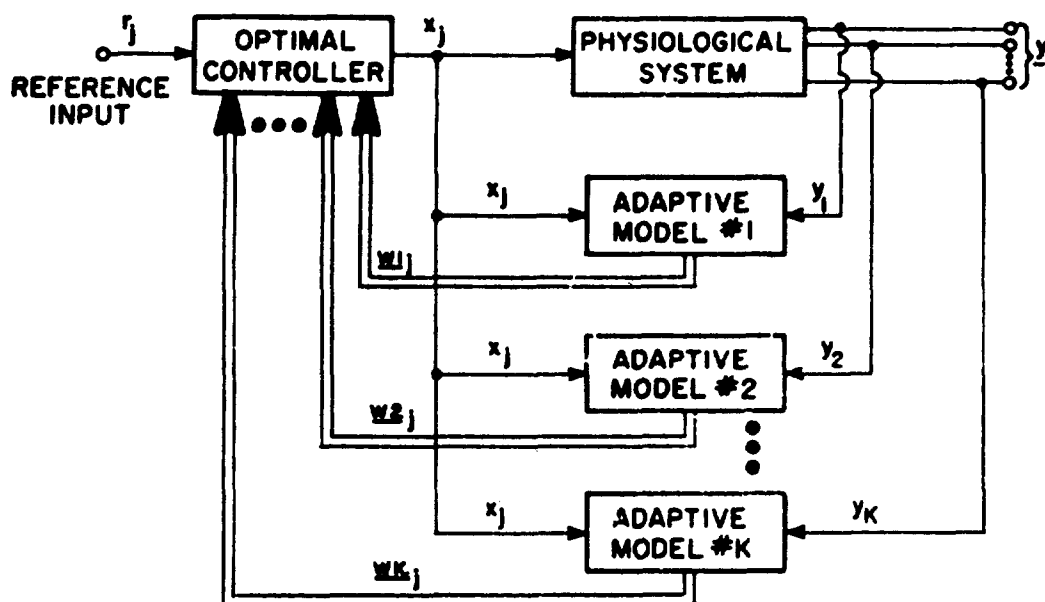 r_j
REFERENCE
INPUT
OPTIMAL
CONTROLLER
x_j
PHYSIOLOGICAL
SYSTEM
y
x_j
ADAPTIVE
MODEL #1
y_1
w1_j
x_j
ADAPTIVE
MODEL #2
y_2
w2_j
x_j
ADAPTIVE
MODEL #K
y_K
wK_j